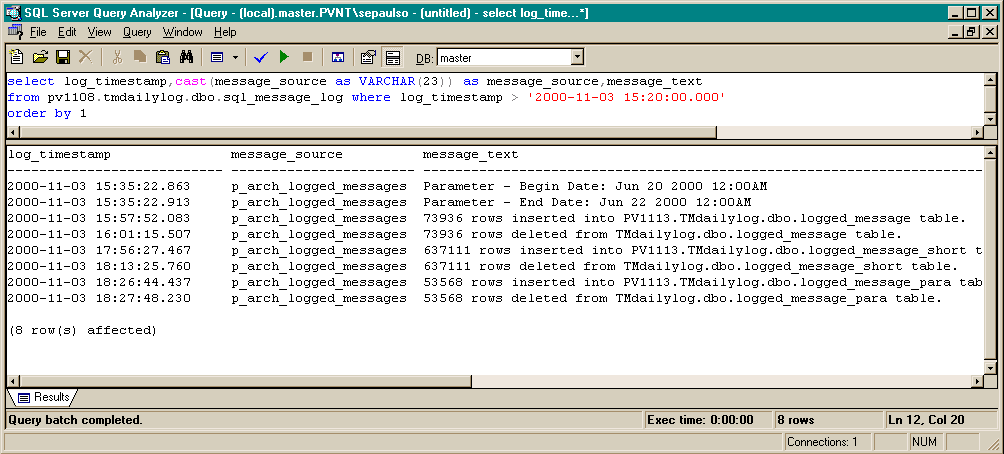 SQL Server Query Analyzer - [Query - (local).master.PVNT\sepaulso - (untitled) - select log_time...*]
File Edit View Query Window Help
DB: master
select log_timestamp,cast(message_source as VARCHAR(23)) as message_source,message_text
from pv1108.tmdailylog.dbo.sql_message_log where log_timestamp > '2000-11-03 15:20:00.000'
order by 1
log_timestamp message_source message_text
2000-11-03 15:35:22.863 p_arch_logged_messages Parameter - Begin Date: Jun 20 2000 12:00AM
2000-11-03 15:35:22.913 p_arch_logged_messages Parameter - End Date: Jun 22 2000 12:00AM
2000-11-03 15:57:52.083 p_arch_logged_messages 73936 rows inserted into PV1113.TMdailylog.dbo.logged_message table.
2000-11-03 16:01:15.507 p_arch_logged_messages 73936 rows deleted from TMdailylog.dbo.logged_message table.
2000-11-03 17:56:27.467 p_arch_logged_messages 637111 rows inserted into PV1113.TMdailylog.dbo.logged_message_short t
2000-11-03 18:13:25.760 p_arch_logged_messages 637111 rows deleted from TMdailylog.dbo.logged_message_short table.
2000-11-03 18:26:44.437 p_arch_logged_messages 53568 rows inserted into PV1113.TMdailylog.dbo.logged_message_para tab
2000-11-03 18:27:48.230 p_arch_logged_messages 53568 rows deleted from TMdailylog.dbo.logged_message_para table.
(8 row(s) affected)
Results
Query batch completed. Exec time: 0:00:00 8 rows Ln 12, Col 20
Connections: 1 NUM